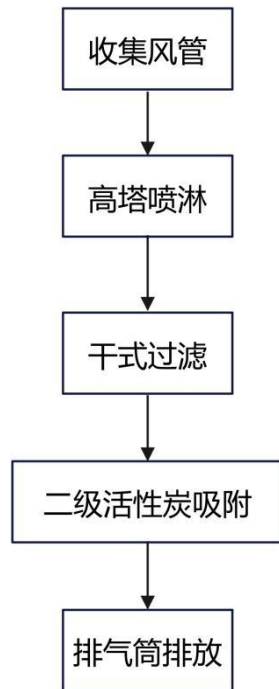 收集风管
高塔喷淋
干式过滤
二级活性炭吸附
排气筒排放